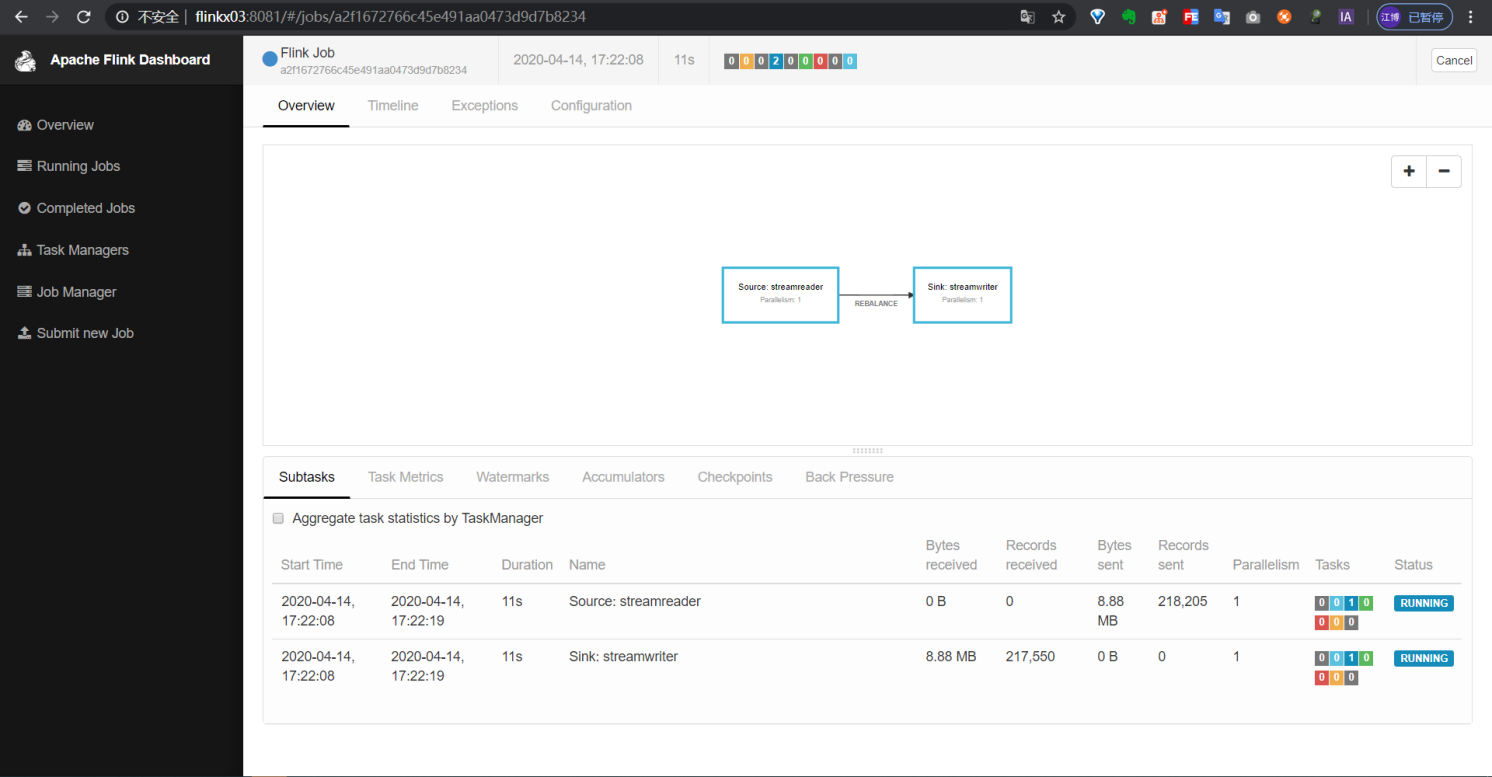 不安全 | flinkx03:8081/#/jobs/a2f1672766c45e491aa0473d9d7b8234
FE
IA
江博 已暂停
Apache Flink Dashboard
Overview
Running Jobs
Completed Jobs
Task Managers
Job Manager
Submit new Job
Flink Job
a2f1672766c45e491aa0473d9d7b8234
2020-04-14, 17:22:08
11s
0 0 0 2 0 0 0 0 0
Cancel
Overview Timeline Exceptions Configuration
+ −
Source: streamreader
Parallelism: 1
REBALANCE
Sink: streamwriter
Parallelism: 1
Subtasks Task Metrics Watermarks Accumulators Checkpoints Back Pressure
Aggregate task statistics by TaskManager
Start Time End Time Duration Name Bytes received Records received Bytes sent Records sent Parallelism Tasks Status
2020-04-14, 17:22:08 2020-04-14, 17:22:19 11s Source: streamreader 0 B 0 8.88 MB 218,205 1 0 0 1 0 0 0 0 RUNNING
2020-04-14, 17:22:08 2020-04-14, 17:22:19 11s Sink: streamwriter 8.88 MB 217,550 0 B 0 1 0 0 1 0 0 0 0 RUNNING